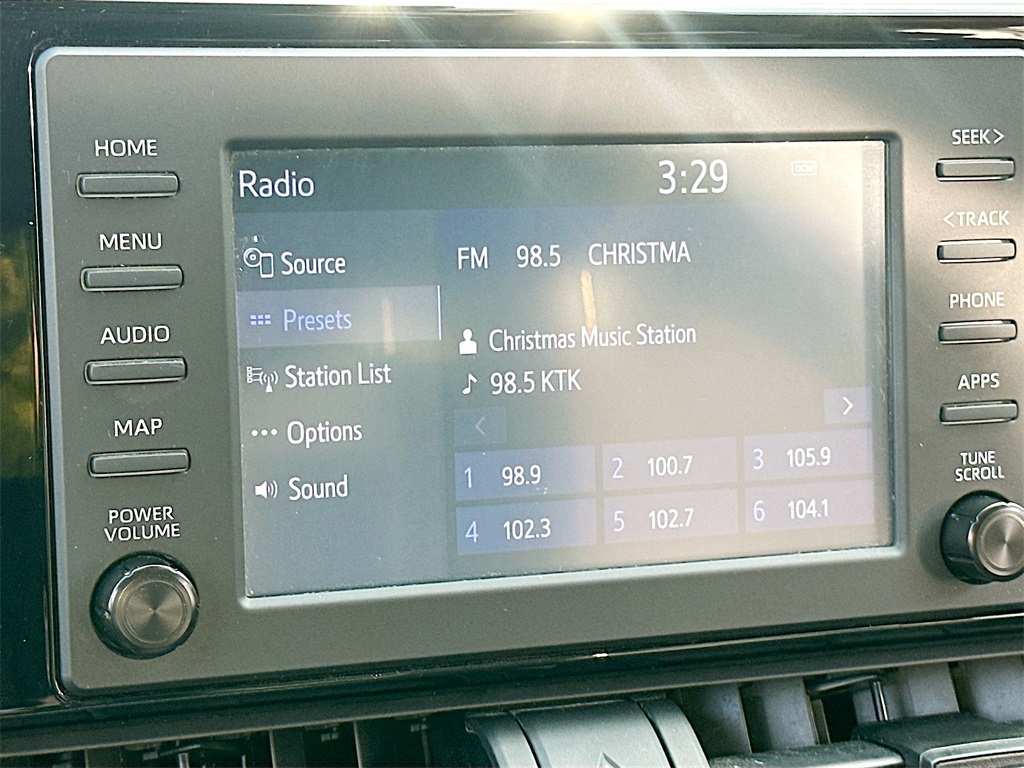 HOME
MENU
AUDIO
MAP
POWER
VOLUME
Radio
3:29
DCM
Source
Presets
Station List
Options
Sound
FM 98.5 CHRISTMA
Christmas Music Station
98.5 KTK
<
>
1 98.9
2 100.7
3 105.9
4 102.3
5 102.7
6 104.1
SEEK>
<TRACK
PHONE
APPS
TUNE
SCROLL